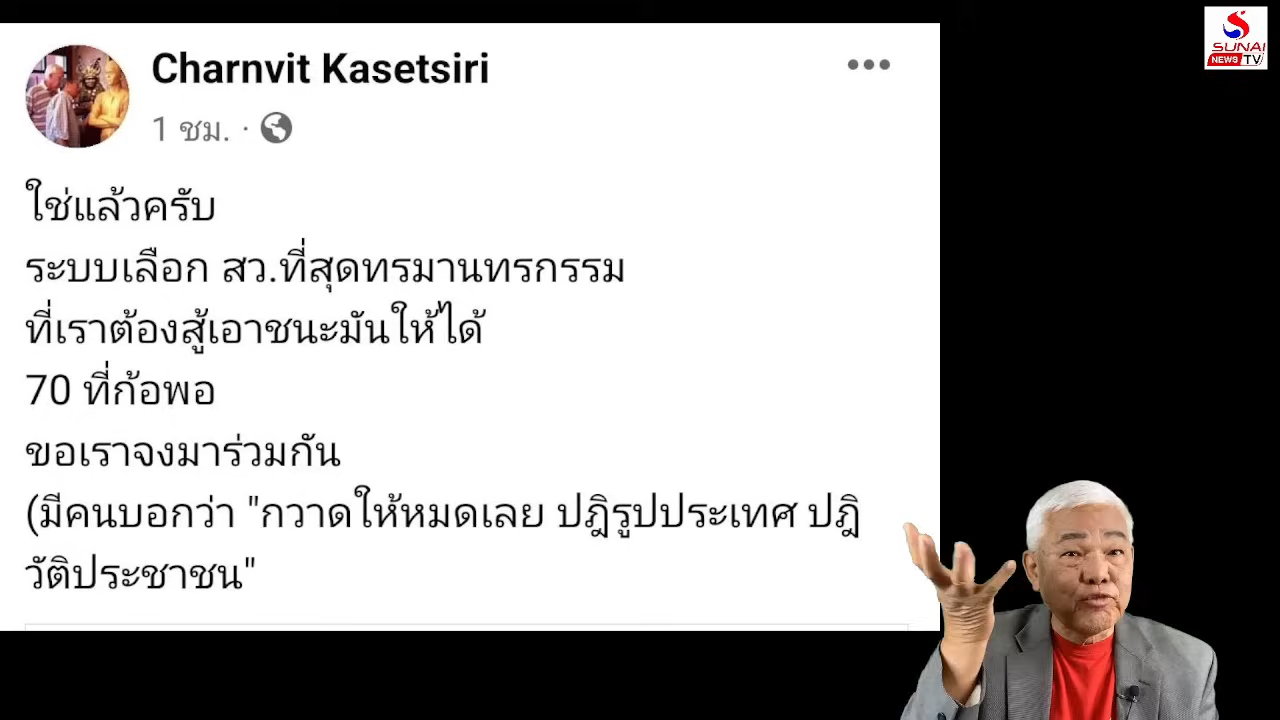 Charnvit Kasetsiri
1 ชม. ·
ใช่แล้วครับ
ระบบเลือก สว.ที่สุดทรมานทรกรรม
ที่เราต้องสู้เอาชนะมันให้ได้
70 ที่ก้อพอ
ขอเราจงมาร่วมกัน
(มีคนบอกว่า "กวาดให้หมดเลย ปฎิรูปประเทศ ปฎิ
วัติประชาชน"
SUNAI
NEWS TV